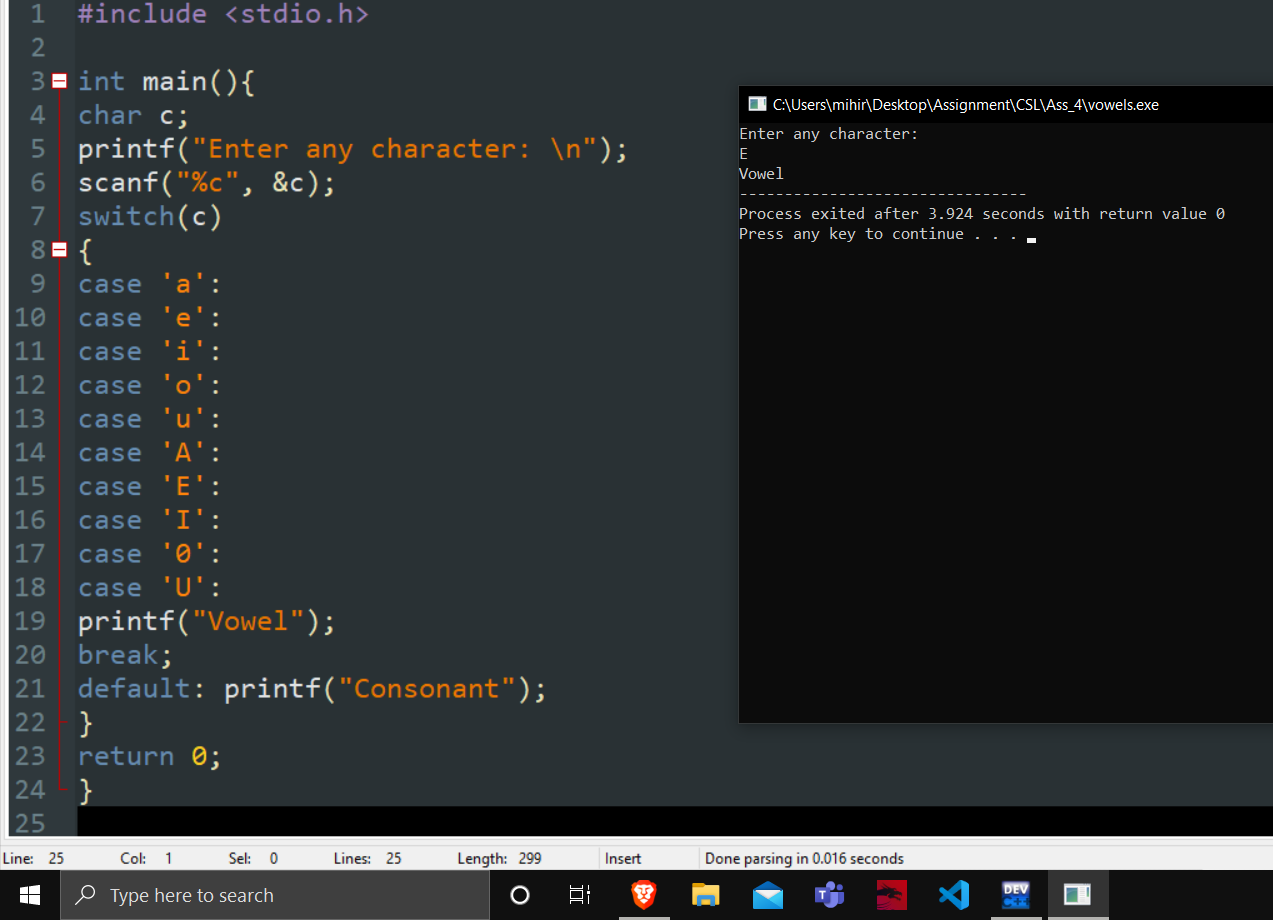 1 #include <stdio.h>
2
3 int main(){
4 char c;
5 printf("Enter any character: \n");
6 scanf("%c", &c);
7 switch(c)
8 {
9 case 'a':
10 case 'e':
11 case 'i':
12 case 'o':
13 case 'u':
14 case 'A':
15 case 'E':
16 case 'I':
17 case '0':
18 case 'U':
19 printf("Vowel");
20 break;
21 default: printf("Consonant");
22 }
23 return 0;
24 }
25
C:\Users\mihir\Desktop\Assignment\CSL\Ass_4\vowels.exe
Enter any character:
E
Vowel
--------------------------------
Process exited after 3.924 seconds with return value 0
Press any key to continue . . .
Line: 25 Col: 1 Sel: 0 Lines: 25 Length: 299 Insert Done parsing in 0.016 seconds
Type here to search
DEV
C++